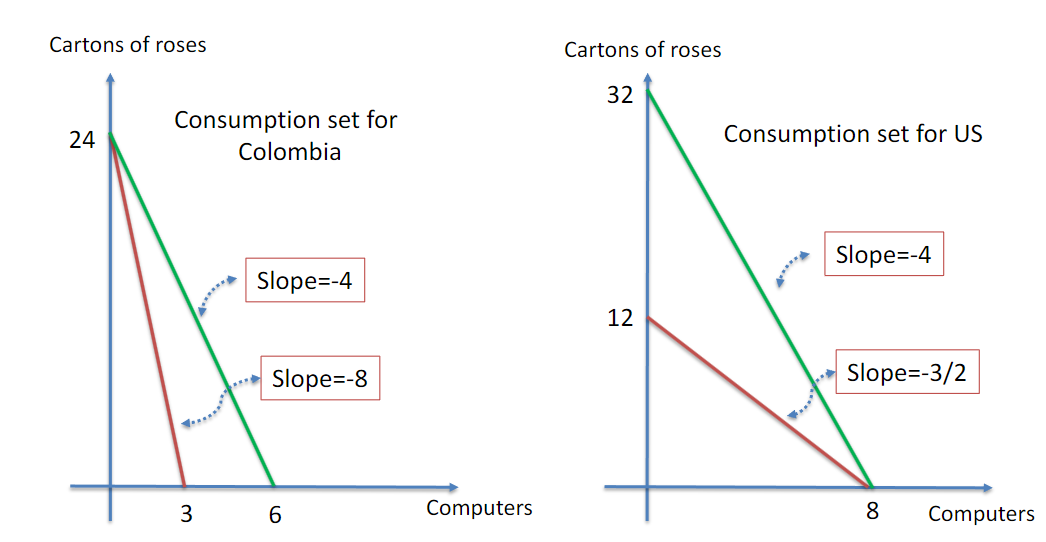 Cartons of roses
24
Consumption set for
Colombia
Slope=-4
Slope=-8
3
6
Computers
Cartons of roses
32
Consumption set for US
Slope=-4
12
Slope=-3/2
8
Computers